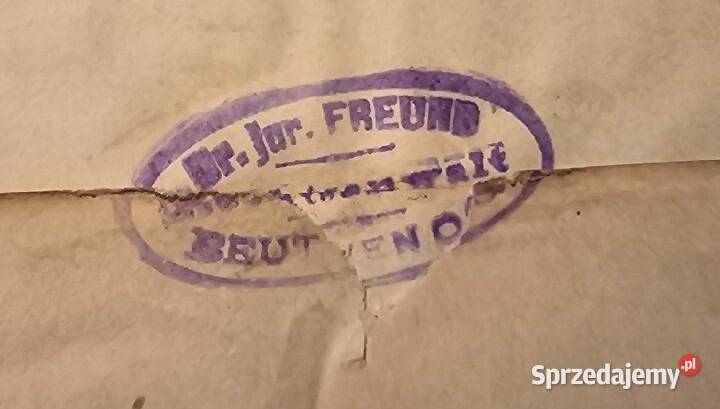 Dr. jur. FREUND
Rechtsanwalt
BEUTHEN O
Sprzedajemy.pl